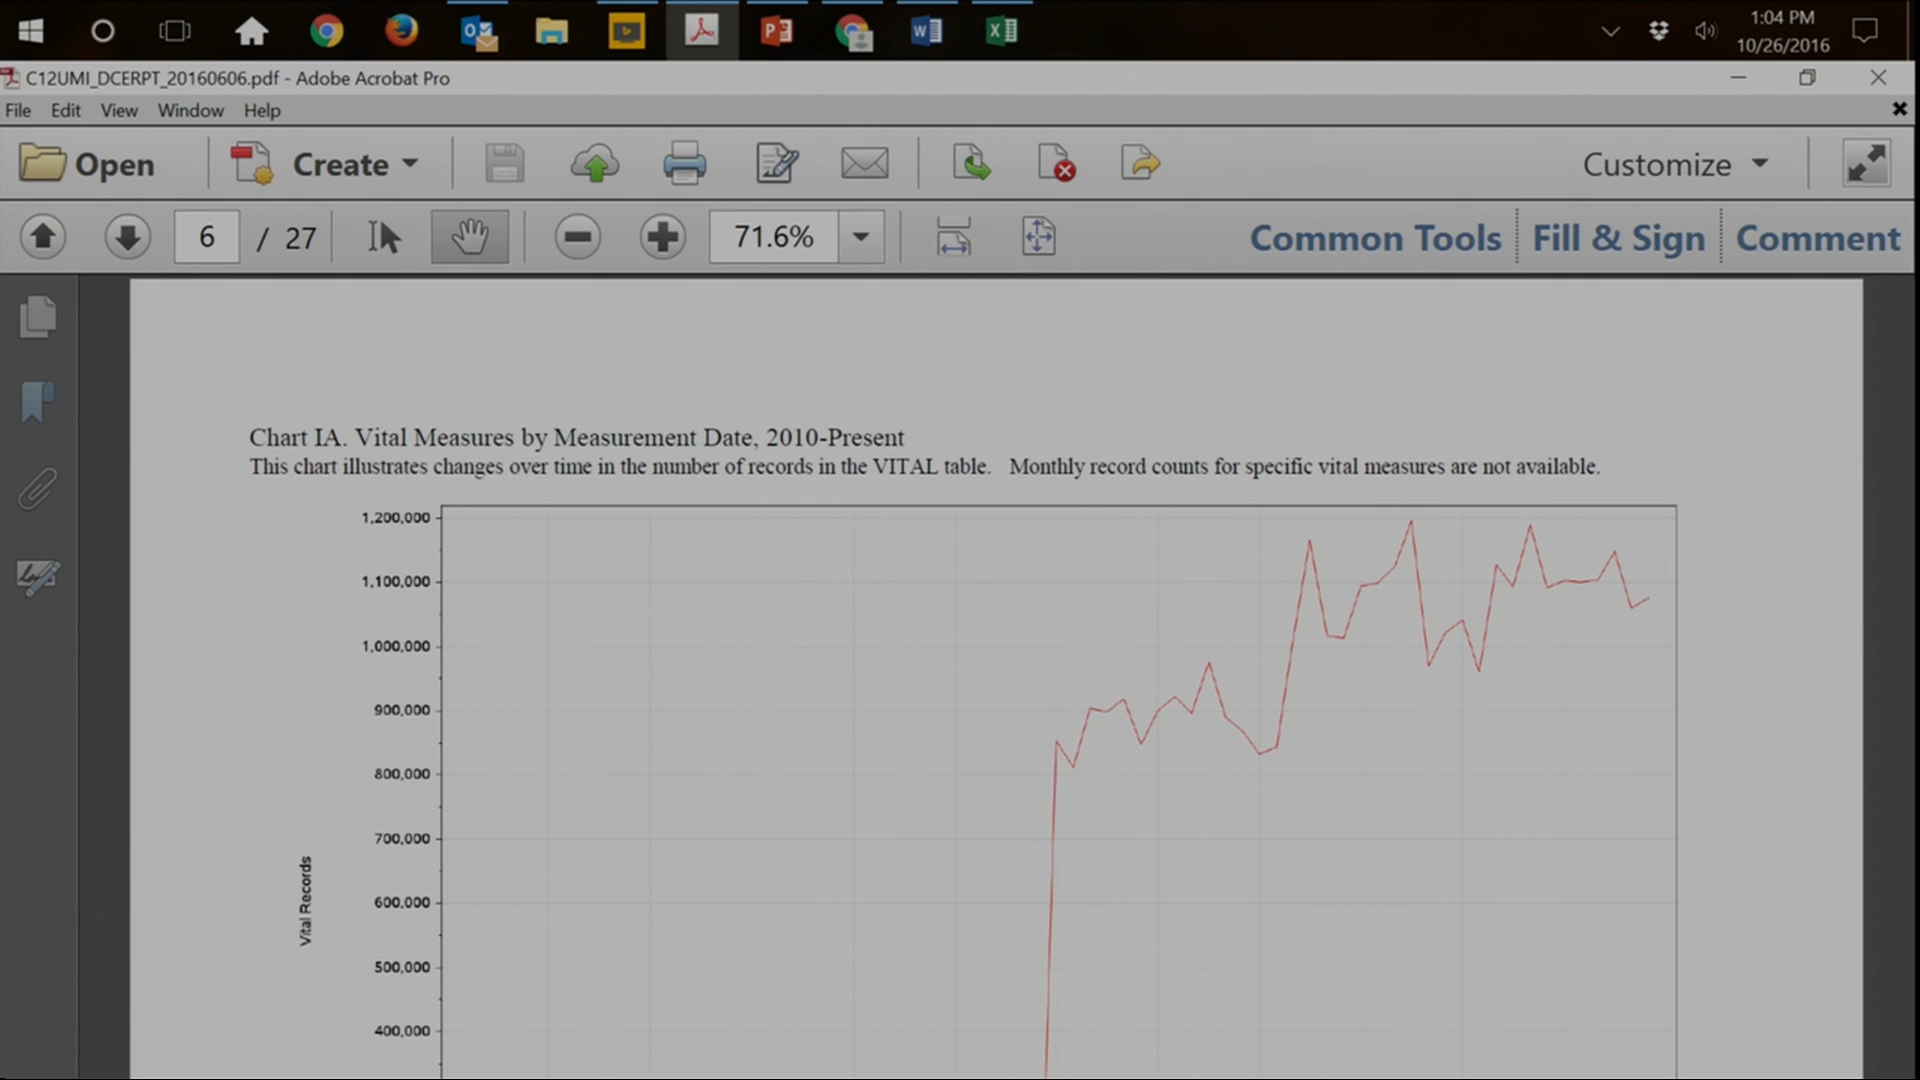 1:04 PM
10/26/2016
C12UMI_DCERPT_20160606.pdf - Adobe Acrobat Pro
File Edit View Window Help
Open Create Customize
6 / 27 71.6% Common Tools Fill & Sign Comment
Chart IA. Vital Measures by Measurement Date, 2010-Present
This chart illustrates changes over time in the number of records in the VITAL table. Monthly record counts for specific vital measures are not available.
1,200,000
1,100,000
1,000,000
900,000
800,000
700,000
600,000
500,000
400,000
Vital Records